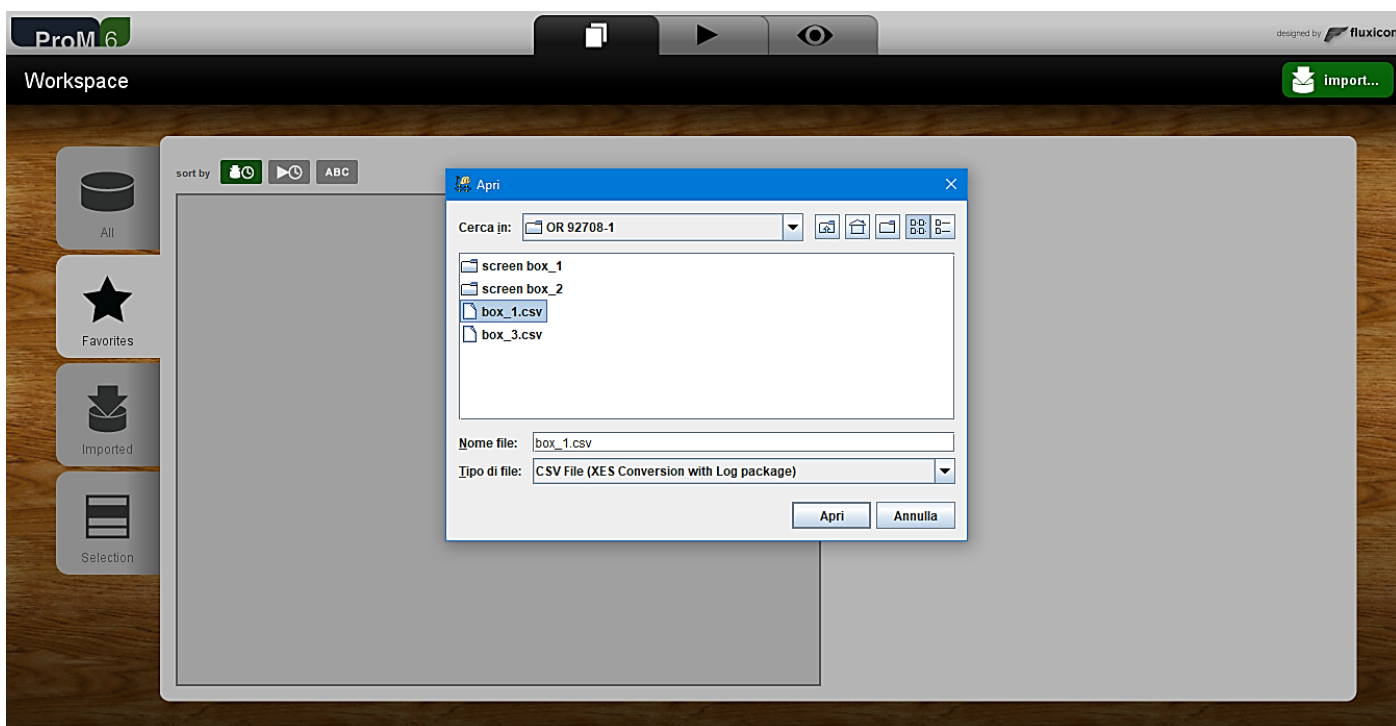 ProM 6
designed by fluxicon
Workspace
import...
sort by
ABC
All
Favorites
Imported
Selection
Apri
Cerca in:
OR 92708-1
screen box_1
screen box_2
box_1.csv
box_3.csv
Nome file:
box_1.csv
Tipo di file:
CSV File (XES Conversion with Log package)
Apri
Annulla